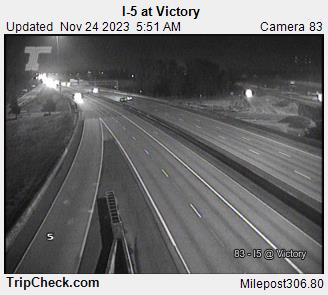 I-5 at Victory
Updated Nov 24 2023 5:51 AM Camera 83
T
S
83 - I5 @ Victory
TripCheck.com Milepost306.80